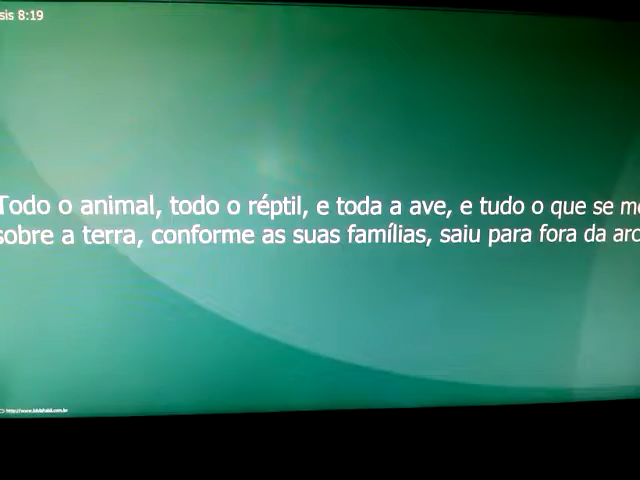 sis 8:19
Todo o animal, todo o réptil, e toda a ave, e tudo o que se
sobre a terra, conforme as suas famílias, saiu para fora da